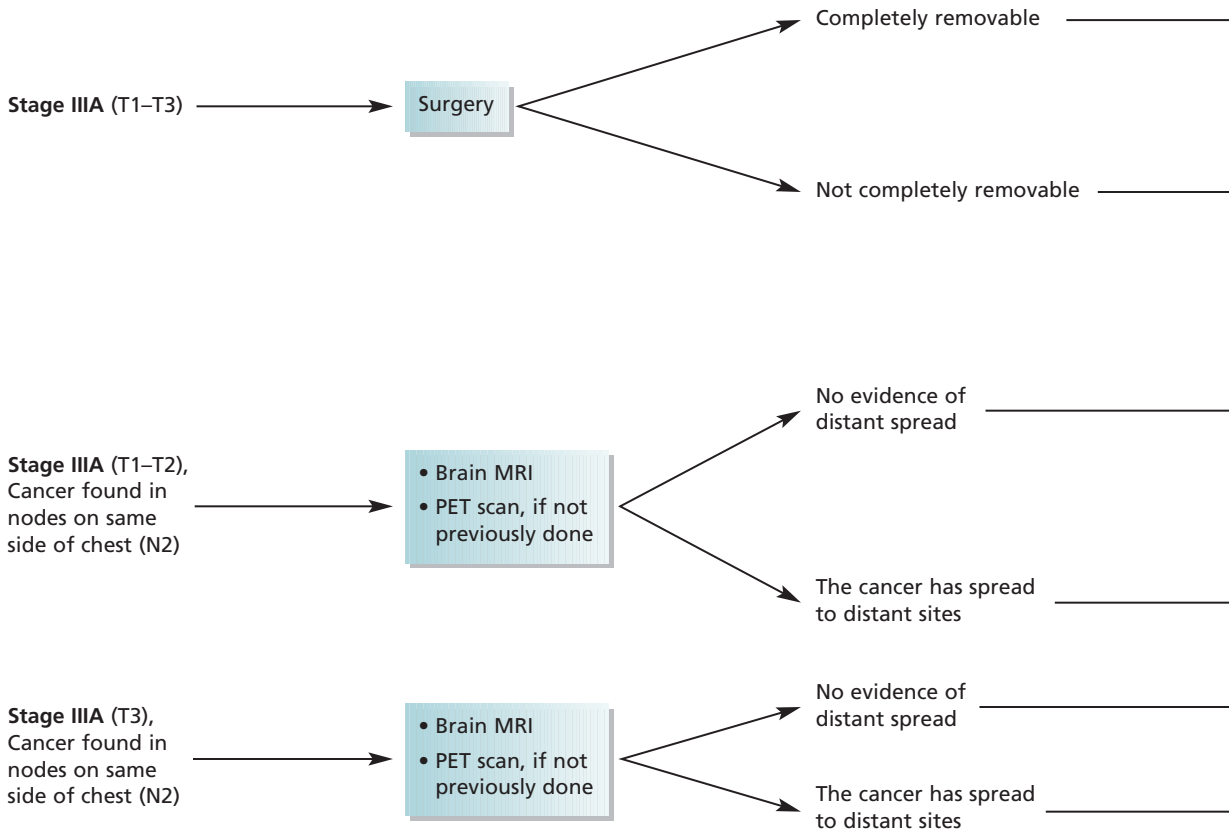 Completely removable
Stage IIIA (T1–T3)
Surgery
Not completely removable
No evidence of
distant spread
Stage IIIA (T1–T2),
Cancer found in
nodes on same
side of chest (N2)
• Brain MRI
• PET scan, if not
previously done
The cancer has spread
to distant sites
No evidence of
distant spread
Stage IIIA (T3),
Cancer found in
nodes on same
side of chest (N2)
• Brain MRI
• PET scan, if not
previously done
The cancer has spread
to distant sites